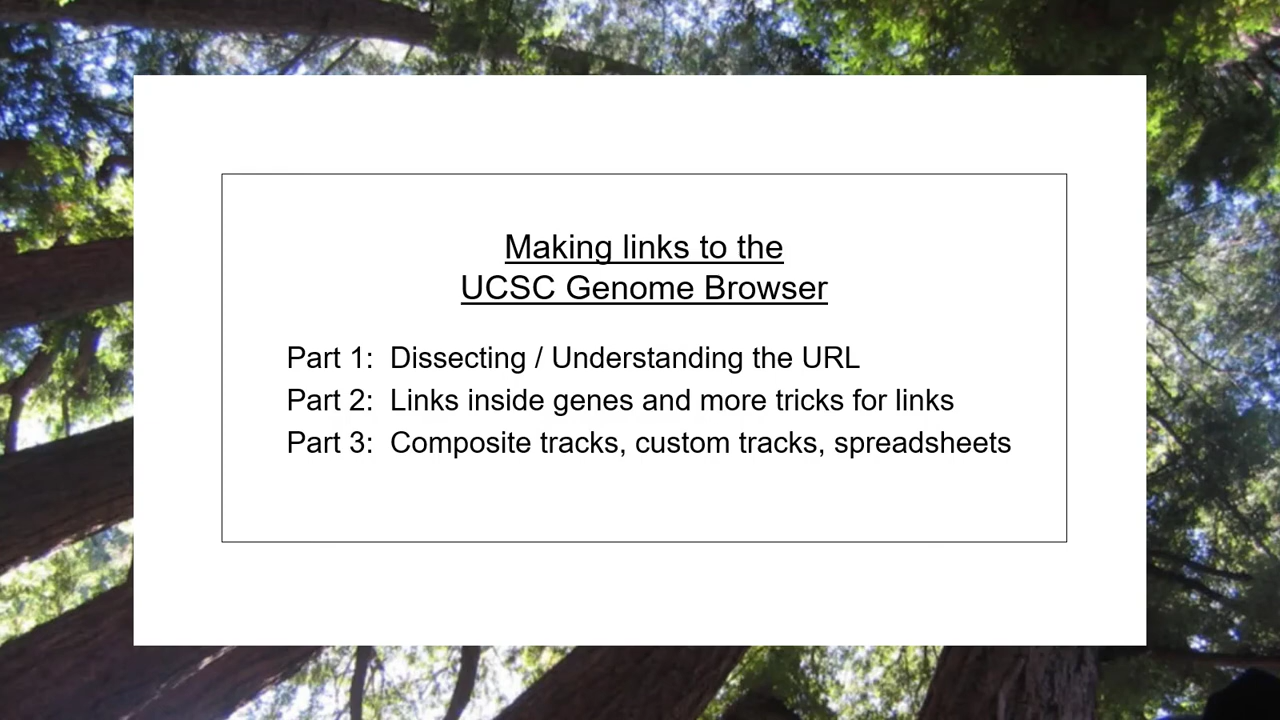 Making links to the
UCSC Genome Browser
Part 1: Dissecting / Understanding the URL
Part 2: Links inside genes and more tricks for links
Part 3: Composite tracks, custom tracks, spreadsheets